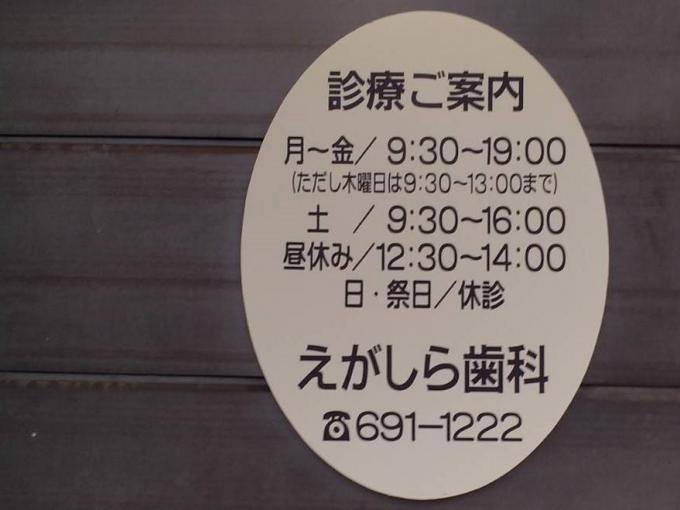 診療ご案内
月～金／ 9:30～19:00
(ただし木曜日は9:30～13:00まで)
土 ／ 9:30～16:00
昼休み／12:30～14:00
日・祭日／休診
えがしら歯科
☎691-1222